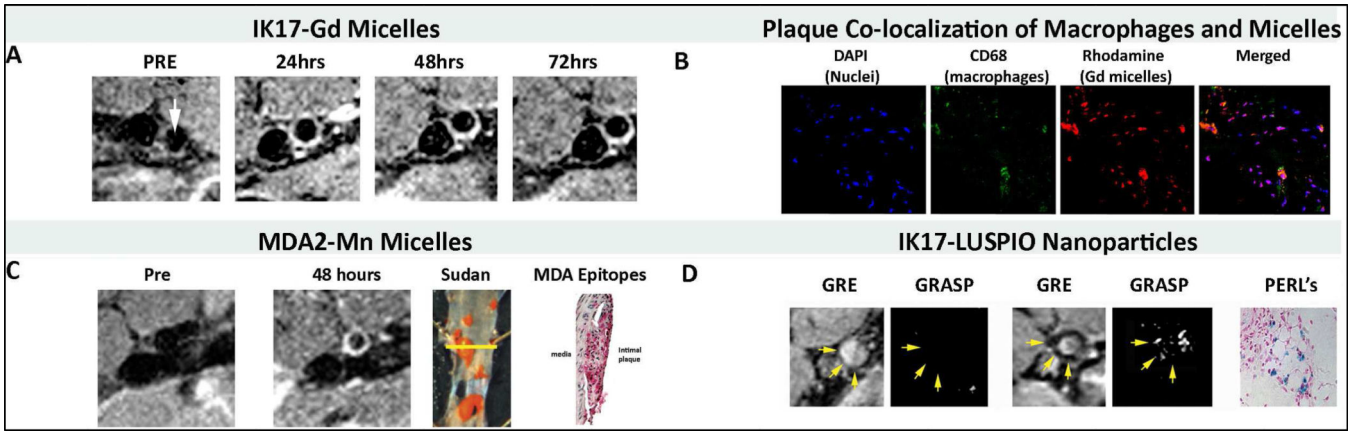 IK17-Gd Micelles
A
PRE
24hrs
48hrs
72hrs
Plaque Co-localization of Macrophages and Micelles
B
DAPI
(Nuclei)
CD68
(macrophages)
Rhodamine
(Gd micelles)
Merged
MDA2-Mn Micelles
C
Pre
48 hours
Sudan
MDA Epitopes
media
Intimal
plaque
IK17-LUSPIO Nanoparticles
D
GRE
GRASP
GRE
GRASP
PERL's